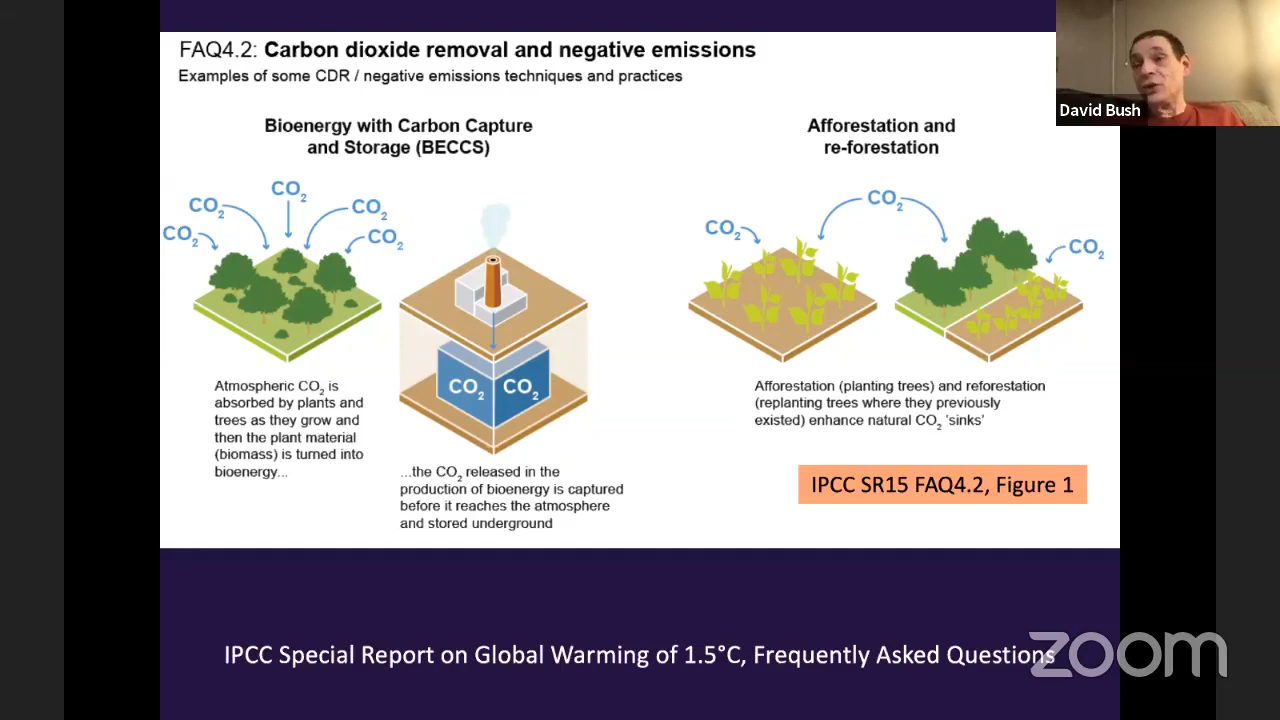 FAQ4.2: Carbon dioxide removal and negative emissions
Examples of some CDR / negative emissions techniques and practices
David Bush
Bioenergy with Carbon Capture
and Storage (BECCS)
Afforestation and
re-forestation
CO₂
CO₂
CO₂
CO₂
CO₂
CO₂
CO₂
CO₂
CO₂
CO₂
Atmospheric CO₂ is
absorbed by plants and
trees as they grow and
then the plant material
(biomass) is turned into
bioenergy...
...the CO₂ released in the
production of bioenergy is captured
before it reaches the atmosphere
and stored underground
Afforestation (planting trees) and reforestation
(replanting trees where they previously
existed) enhance natural CO₂ 'sinks'
IPCC SR15 FAQ4.2, Figure 1
IPCC Special Report on Global Warming of 1.5°C, Frequently Asked Questions
zoom